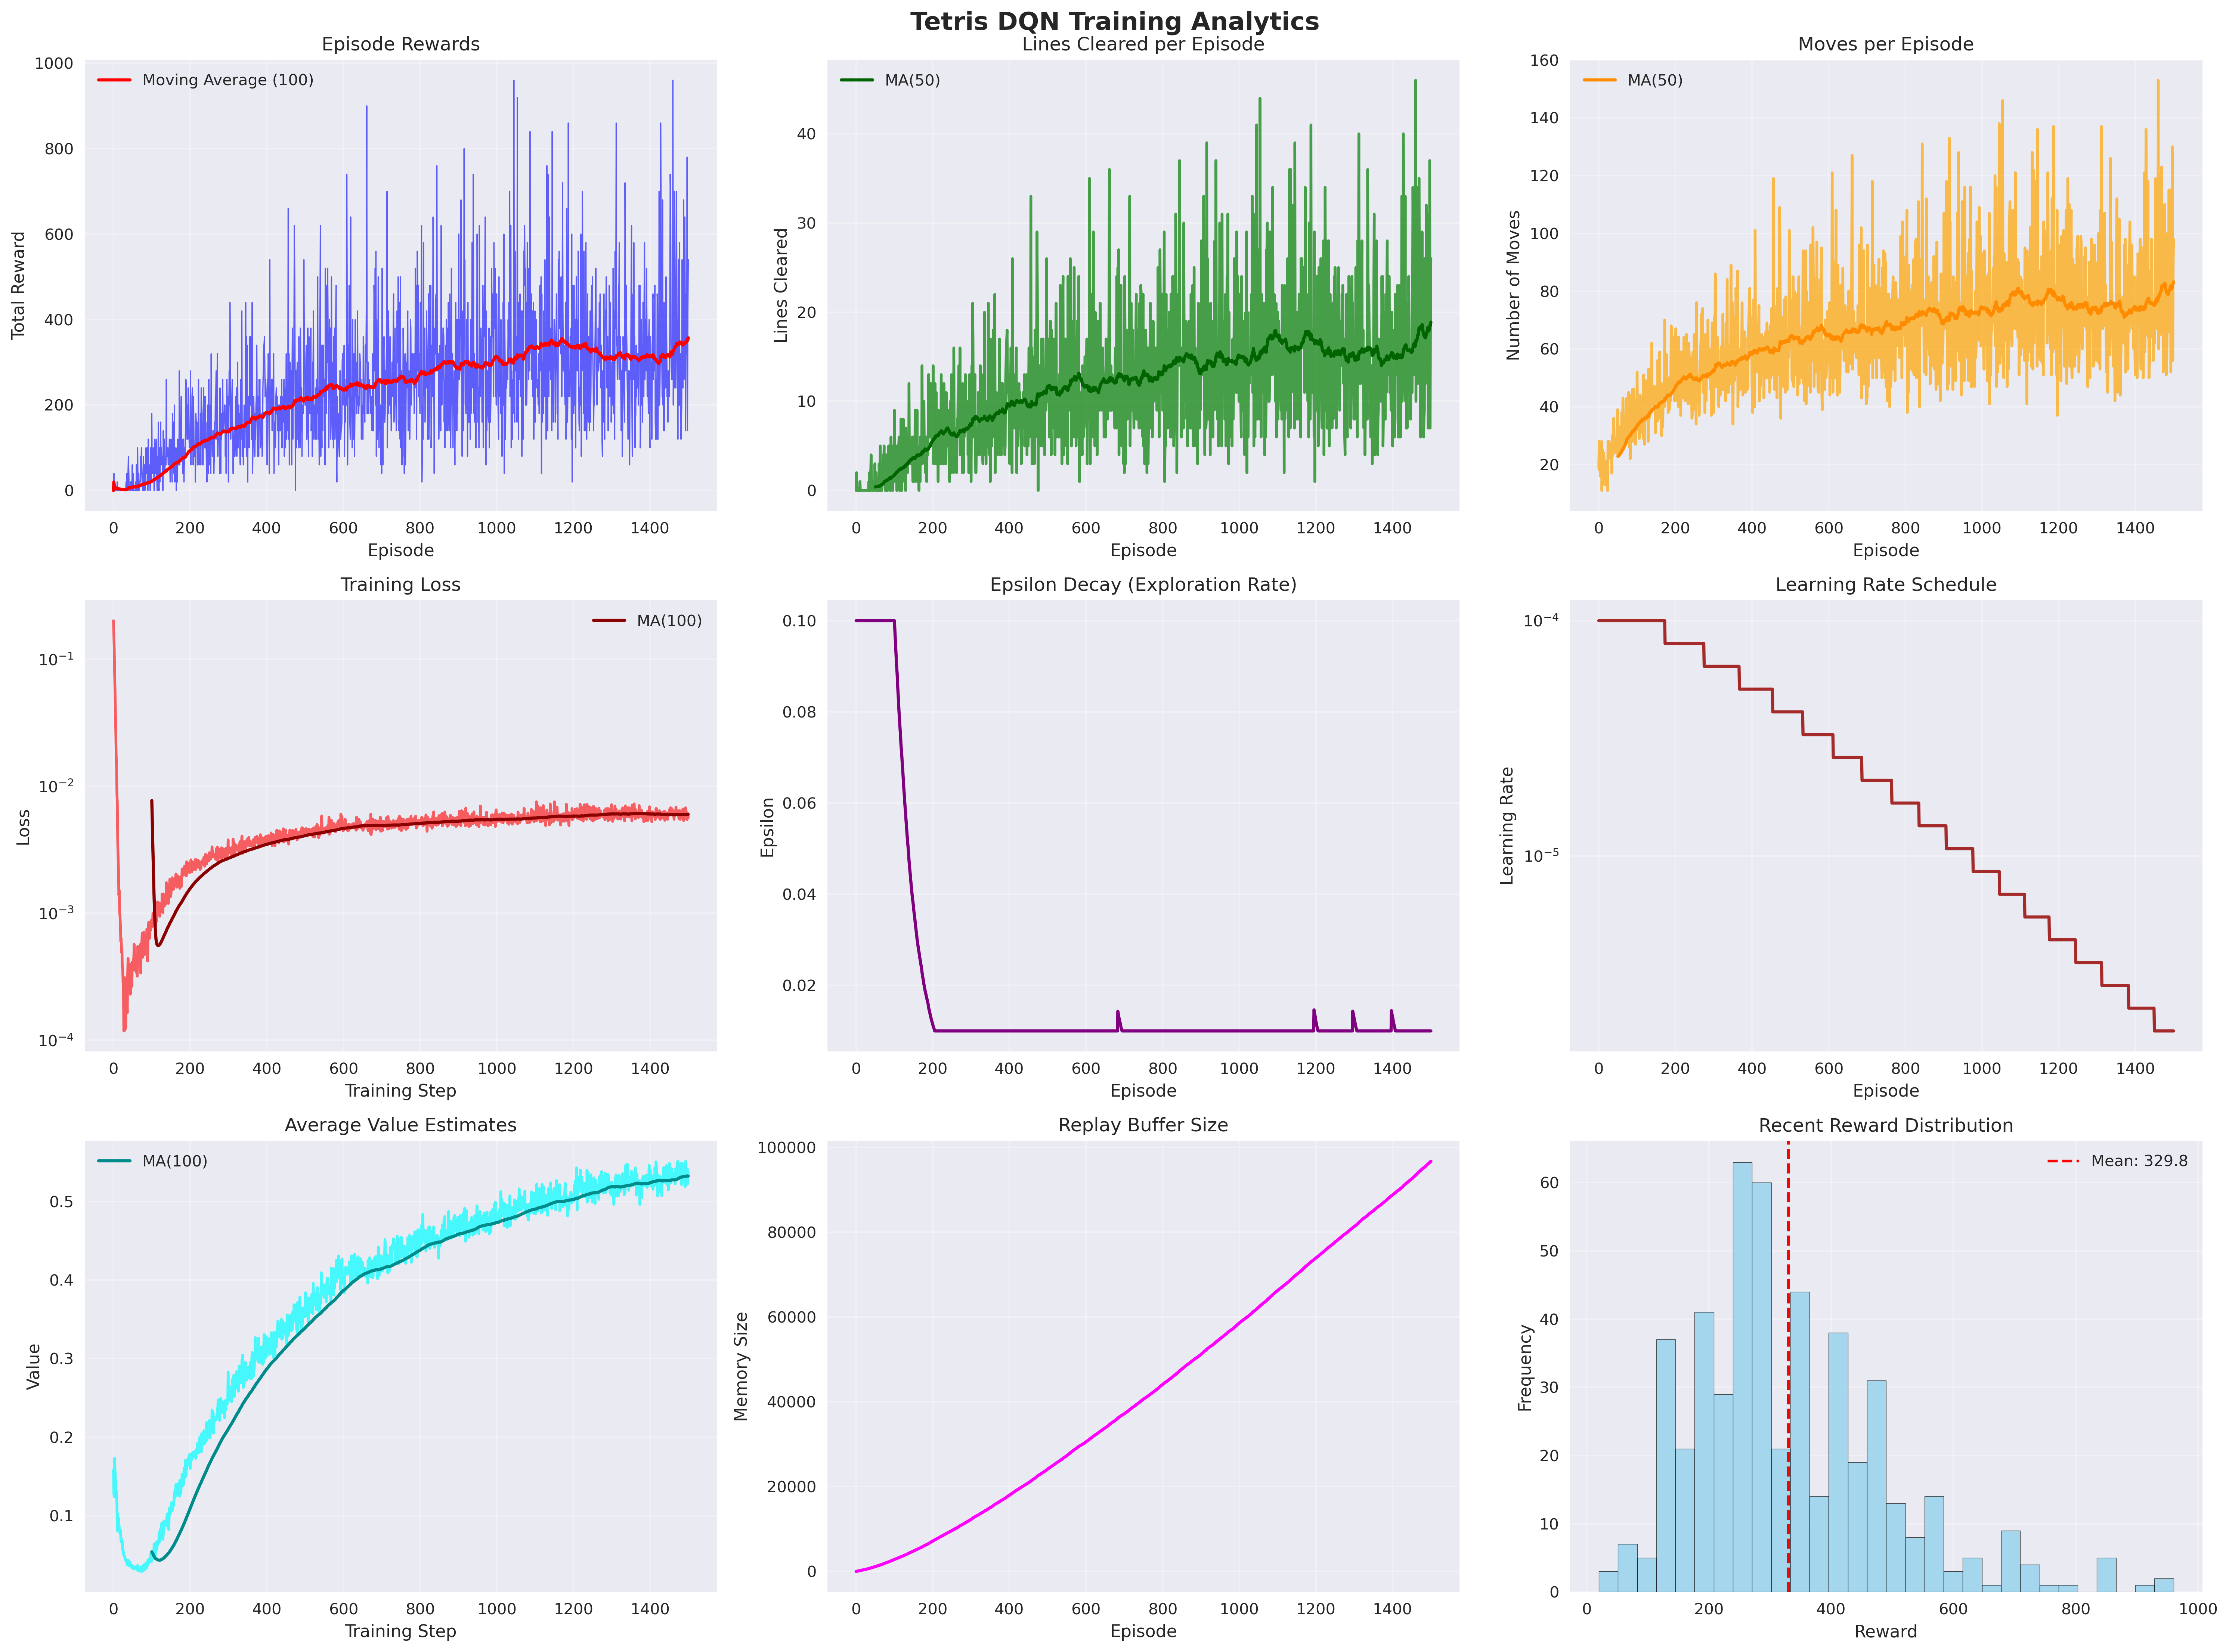 Tetris DQN Training Analytics
Episode Rewards
Moving Average (100)
Total Reward
1000
800
600
400
200
0
0 200 400 600 800 1000 1200 1400
Episode
Lines Cleared per Episode
MA(50)
Lines Cleared
40
30
20
10
0
0 200 400 600 800 1000 1200 1400
Episode
Moves per Episode
MA(50)
Number of Moves
160
140
120
100
80
60
40
20
0 200 400 600 800 1000 1200 1400
Episode
Training Loss
MA(100)
Loss
10⁻¹
10⁻²
10⁻³
10⁻⁴
0 200 400 600 800 1000 1200 1400
Training Step
Epsilon Decay (Exploration Rate)
Epsilon
0.10
0.08
0.06
0.04
0.02
0 200 400 600 800 1000 1200 1400
Episode
Learning Rate Schedule
Learning Rate
10⁻⁴
10⁻⁵
0 200 400 600 800 1000 1200 1400
Episode
Average Value Estimates
MA(100)
Value
0.5
0.4
0.3
0.2
0.1
0 200 400 600 800 1000 1200 1400
Training Step
Replay Buffer Size
Memory Size
100000
80000
60000
40000
20000
0
0 200 400 600 800 1000 1200 1400
Episode
Recent Reward Distribution
Mean: 329.8
Frequency
60
50
40
30
20
10
0
0 200 400 600 800 1000
Reward